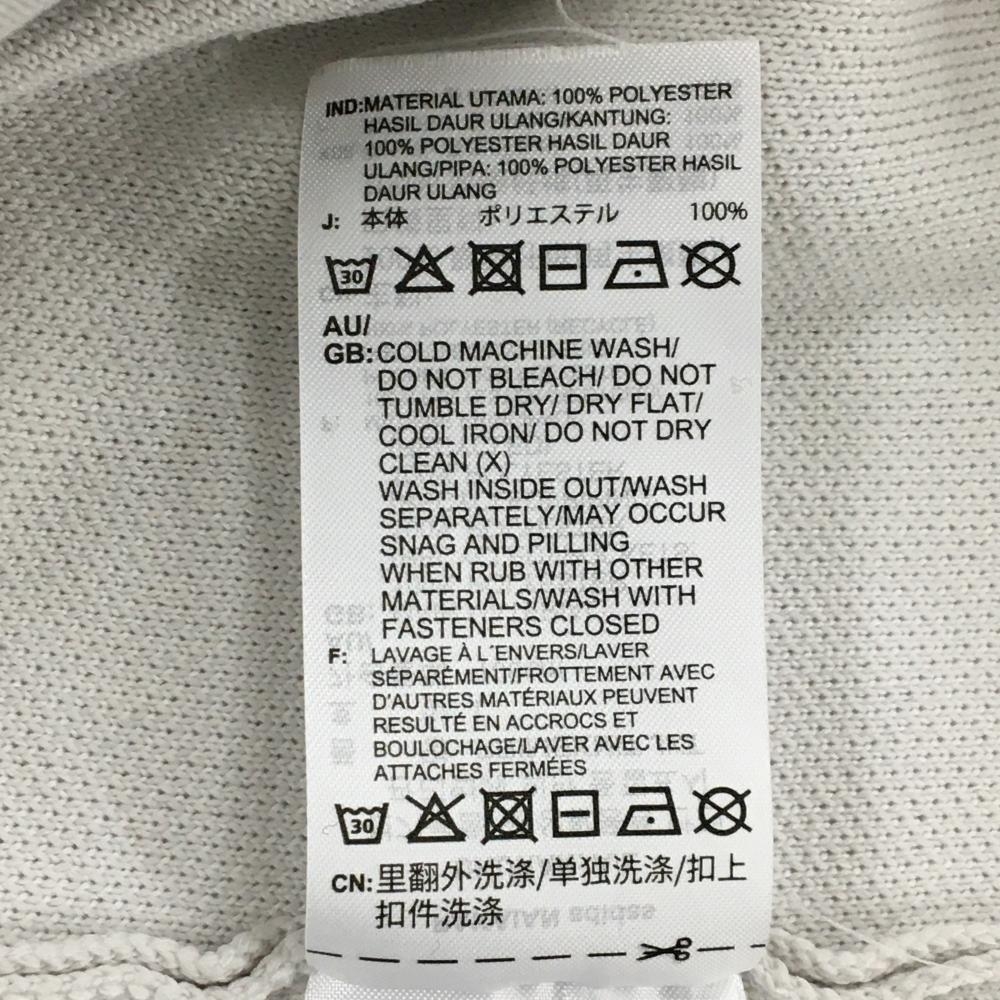 IND:MATERIAL UTAMA: 100% POLYESTER
HASIL DAUR ULANG/KANTUNG:
100% POLYESTER HASIL DAUR
ULANG/PIPA: 100% POLYESTER HASIL
DAUR ULANG
J: 本体 ポリエステル 100%
30
AU/
GB:COLD MACHINE WASH/
DO NOT BLEACH/ DO NOT
TUMBLE DRY/ DRY FLAT/
COOL IRON/ DO NOT DRY
CLEAN (X)
WASH INSIDE OUT/WASH
SEPARATELY/MAY OCCUR
SNAG AND PILLING
WHEN RUB WITH OTHER
MATERIALS/WASH WITH
FASTENERS CLOSED
F: LAVAGE À L´ENVERS/LAVER
SÉPARÉMENT/FROTTEMENT AVEC
D'AUTRES MATÉRIAUX PEUVENT
RESULTÉ EN ACCROCS ET
BOULOCHAGE/LAVER AVEC LES
ATTACHES FERMÉES
30
CN:里翻外洗涤/单独洗涤/扣上
扣件洗涤